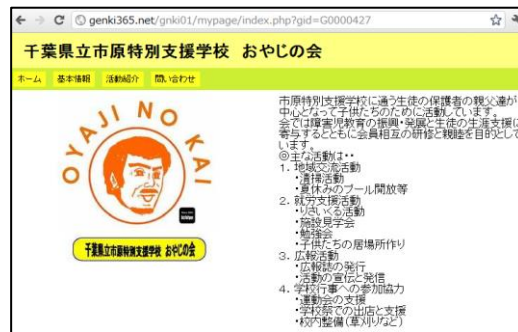 genki365.net/gnki01/mypage/index.php?gid=G0000427
千葉県立市原特別支援学校 おやじの会
ホーム 基本情報 活動紹介 問い合わせ
OYAJI NO KAI
千葉県立市原特別支援学校 おやじの会
市原特別支援学校に通う生徒の保護者の親父達が
中心となって子供たちのために活動しています。
会では障害児教育の振興・発展と生徒の生涯支援に
寄与するとともに会員相互の研修と親睦を目的として
います。
◎主な活動は・・
1. 地域交流活動
・清掃活動
・夏休みのプール開放等
2. 就労支援活動
・りさいくる活動
・施設見学会
・勉強会
・子供たちの居場所作り
3. 広報活動
・広報誌の発行
・活動の宣伝と発信
4. 学校行事への参加協力
・運動会の支援
・学校祭での出店と支援
・校内整備(草刈りなど)